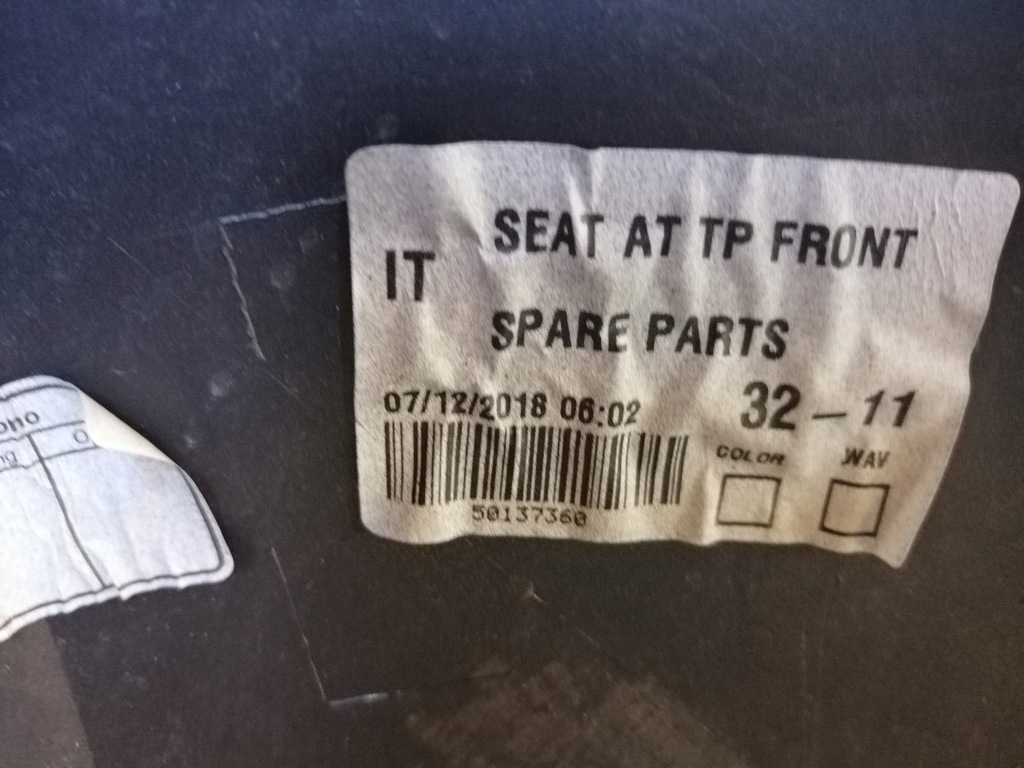 SEAT AT TP FRONT
IT
SPARE PARTS
07/12/2018 06:02
32-11
COLOR
WAV
50137360